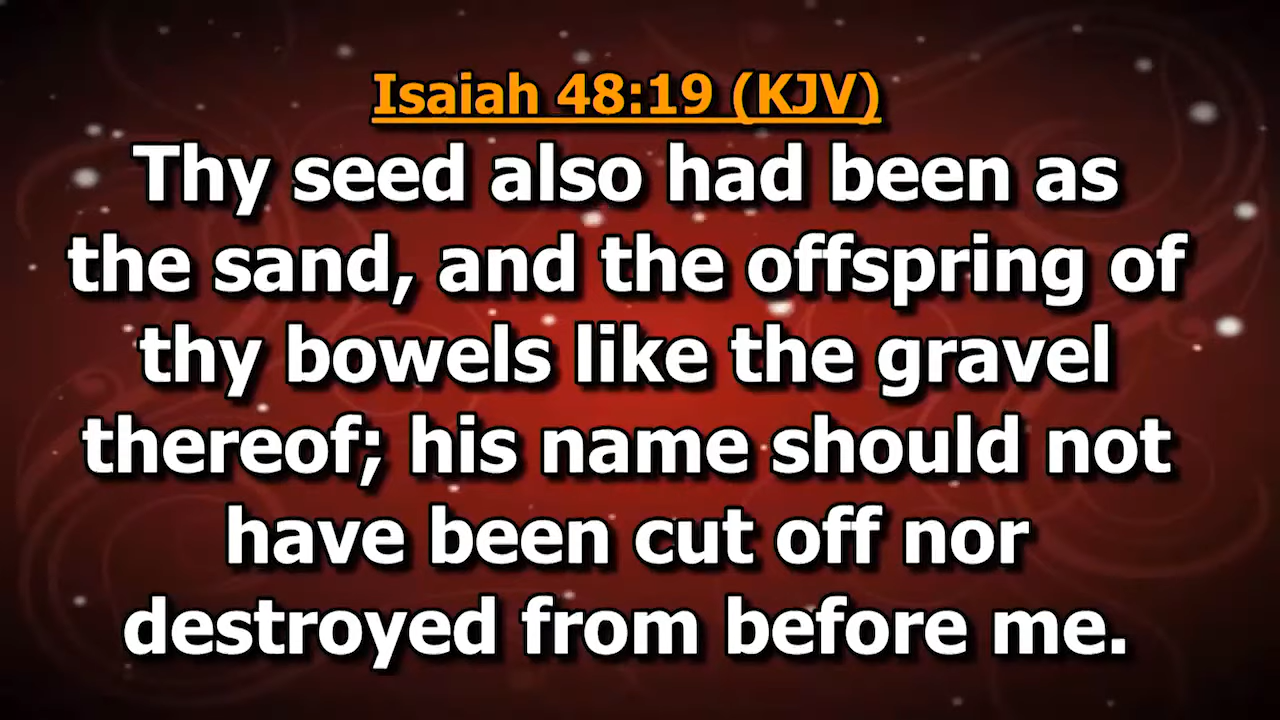 Isaiah 48:19 (KJV)
Thy seed also had been as
the sand, and the offspring of
thy bowels like the gravel
thereof; his name should not
have been cut off nor
destroyed from before me.